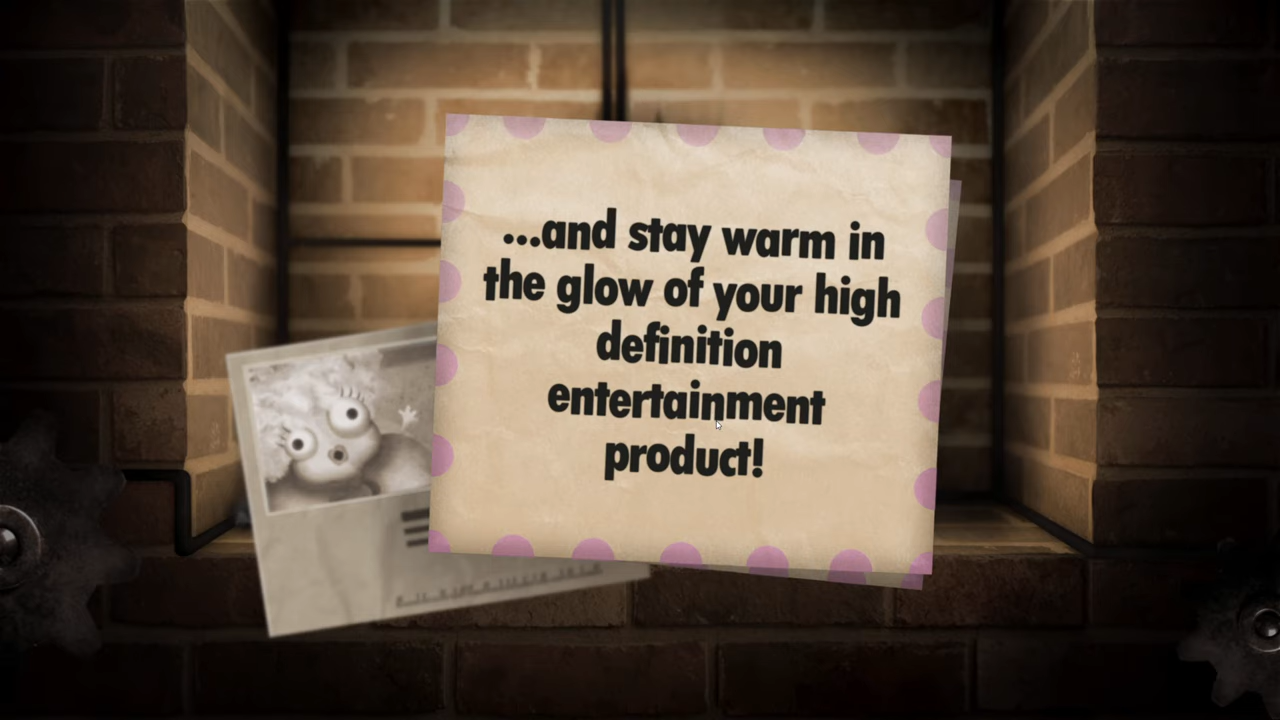 ...and stay warm in
the glow of your high
definition
entertainment
product!